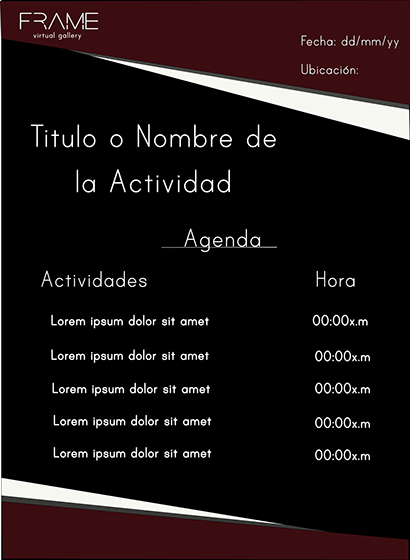 FRAME
virtual gallery
Fecha: dd/mm/yy
Ubicación:
Titulo o Nombre de
la Actividad
Agenda
Actividades Hora
Lorem ipsum dolor sit amet 00:00x.m
Lorem ipsum dolor sit amet 00:00x.m
Lorem ipsum dolor sit amet 00:00x.m
Lorem ipsum dolor sit amet 00:00x.m
Lorem ipsum dolor sit amet 00:00x.m